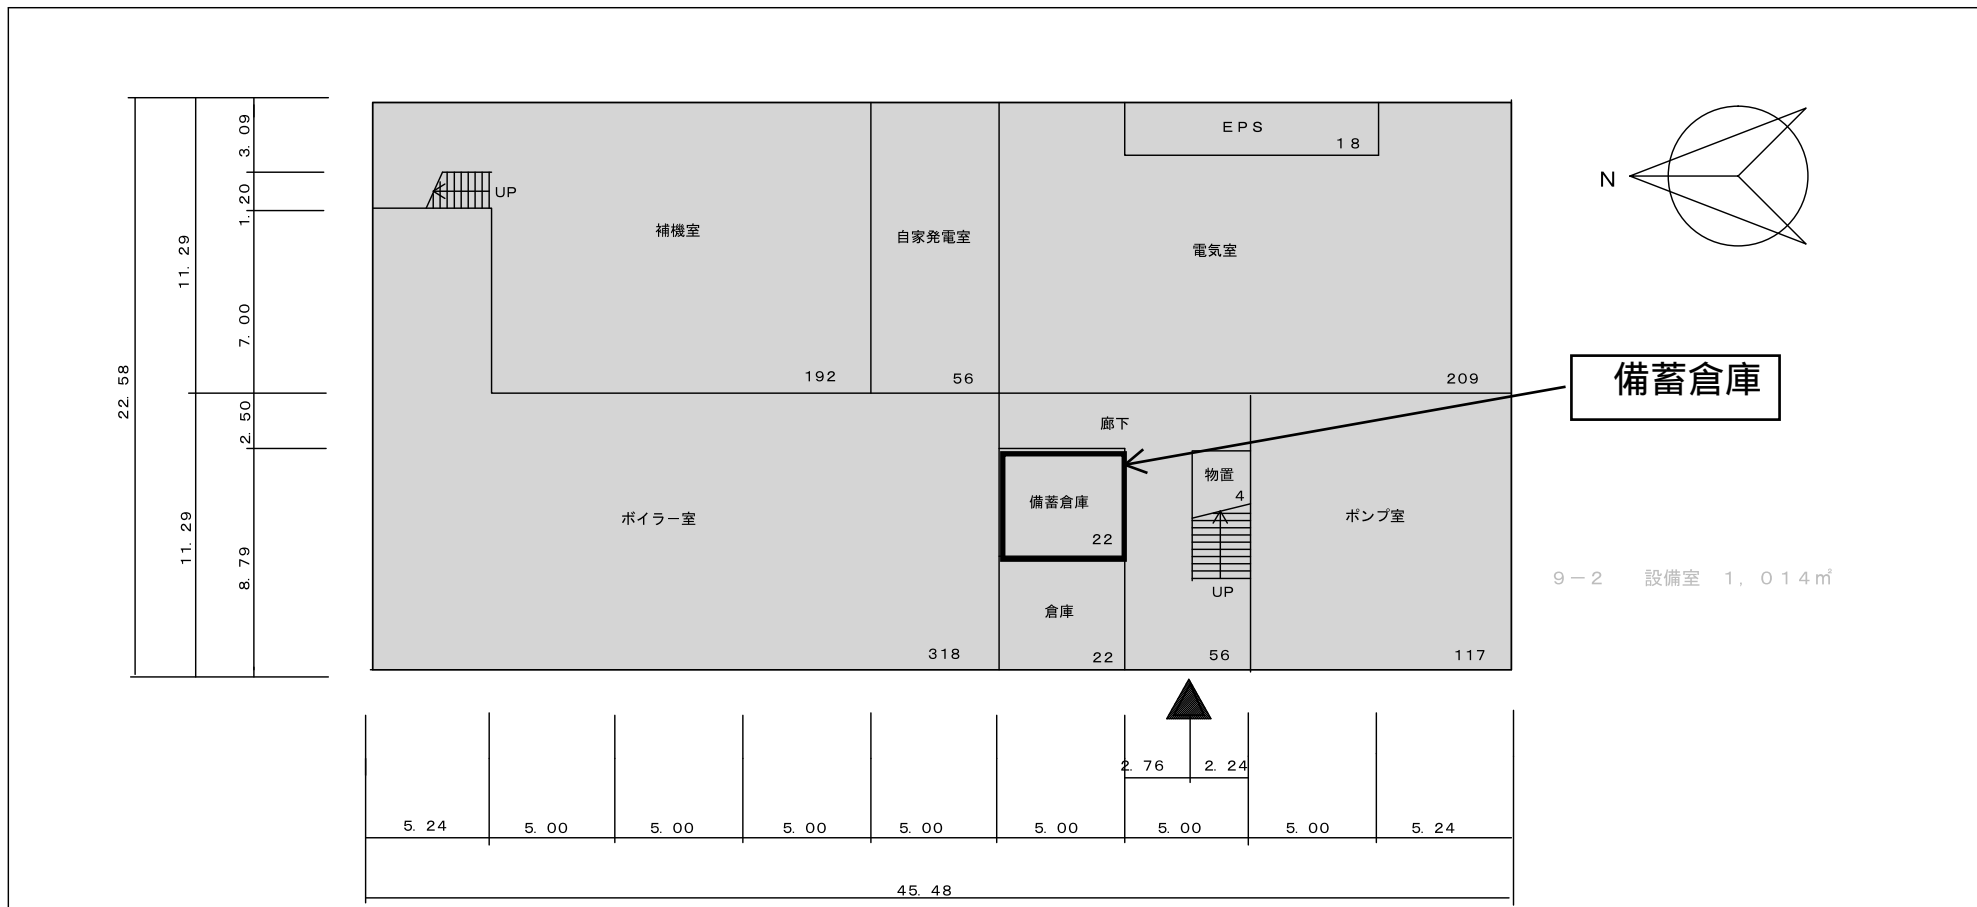 EPS
18
N
UP
補機室
自家発電室
電気室
192
56
209
備蓄倉庫
廊下
物置
4
ボイラー室
備蓄倉庫
22
ポンプ室
UP
倉庫
318
22
56
117
9－2 設備室 1,014㎡
3.09
1.20
11.29
7.00
22.58
2.50
11.29
8.79
2.76 2.24
5.24 5.00 5.00 5.00 5.00 5.00 5.00 5.00 5.24
45.48